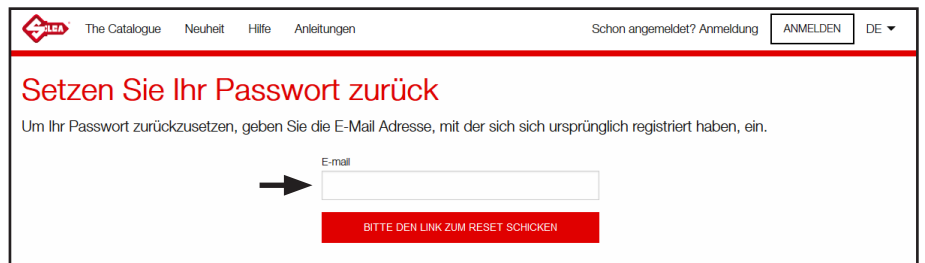 SILCA The Catalogue Neuheit Hilfe Anleitungen Schon angemeldet? Anmeldung ANMELDEN DE
Setzen Sie Ihr Passwort zurück
Um Ihr Passwort zurückzusetzen, geben Sie die E-Mail Adresse, mit der sich sich ursprünglich registriert haben, ein.
E-mail
BITTE DEN LINK ZUM RESET SCHICKEN